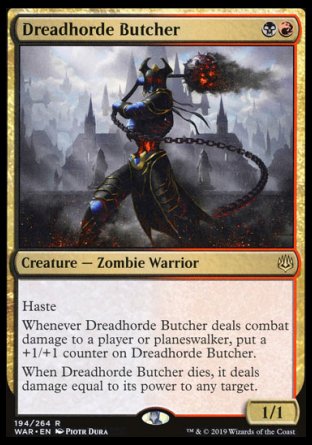 Dreadhorde Butcher
Creature — Zombie Warrior
Haste
Whenever Dreadhorde Butcher deals combat
damage to a player or planeswalker, put a
+1/+1 counter on Dreadhorde Butcher.
When Dreadhorde Butcher dies, it deals
damage equal to its power to any target.
1/1
194/264 R
WAR • EN Piotr Dura
™ & © 2019 Wizards of the Coast